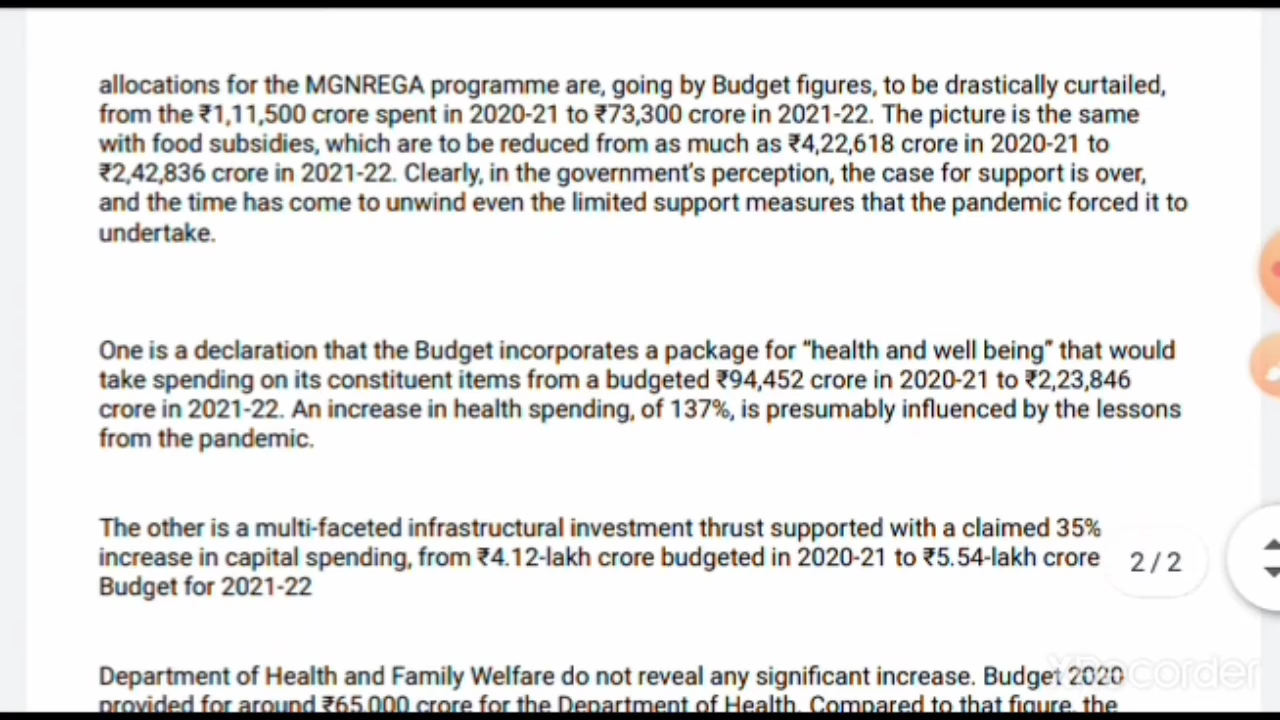 allocations for the MGNREGA programme are, going by Budget figures, to be drastically curtailed,
from the ₹1,11,500 crore spent in 2020-21 to ₹73,300 crore in 2021-22. The picture is the same
with food subsidies, which are to be reduced from as much as ₹4,22,618 crore in 2020-21 to
₹2,42,836 crore in 2021-22. Clearly, in the government's perception, the case for support is over,
and the time has come to unwind even the limited support measures that the pandemic forced it to
undertake.
One is a declaration that the Budget incorporates a package for “health and well being” that would
take spending on its constituent items from a budgeted ₹94,452 crore in 2020-21 to ₹2,23,846
crore in 2021-22. An increase in health spending, of 137%, is presumably influenced by the lessons
from the pandemic.
The other is a multi-faceted infrastructural investment thrust supported with a claimed 35%
increase in capital spending, from ₹4.12-lakh crore budgeted in 2020-21 to ₹5.54-lakh crore
Budget for 2021-22
2 / 2
Department of Health and Family Welfare do not reveal any significant increase. Budget 2020
provided for around ₹65,000 crore for the Department of Health. Compared to that figure, the
XRecorder